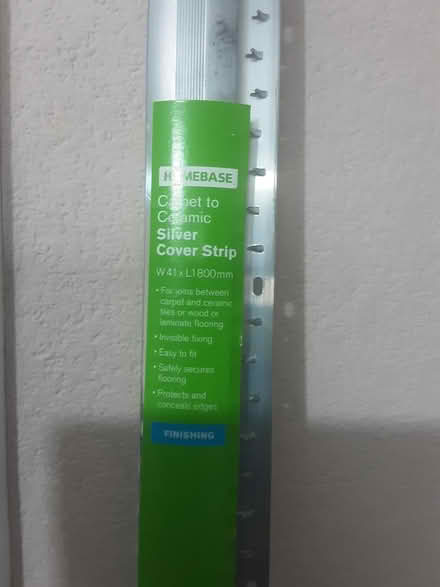 HOMEBASE
Carpet to
Ceramic
Silver
Cover Strip
W41 x L1800mm
• For joins between
carpet and ceramic
tiles or wood or
laminate flooring
• Invisible fixing
• Easy to fit
• Safely secures
flooring
• Protects and
conceals edges
FINISHING